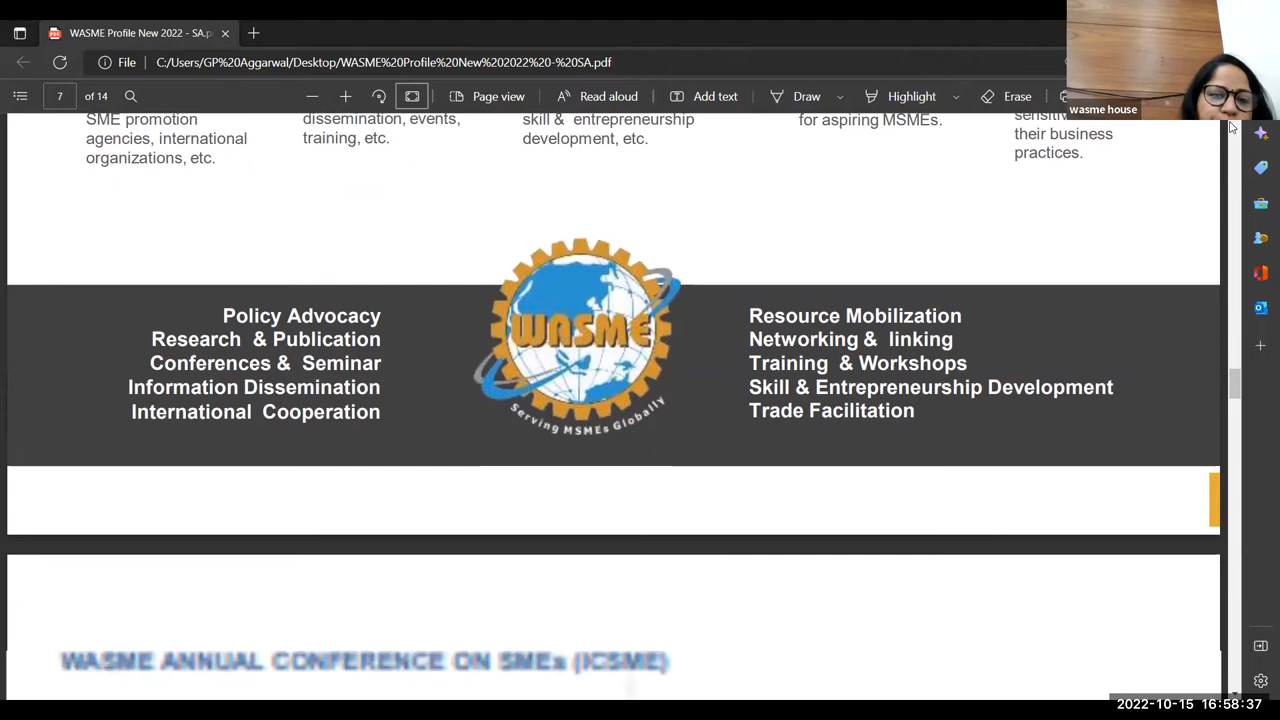 WASME Profile New 2022 - SA.p
File
C:/Users/GP%20Aggarwal/Desktop/WASME%20Profile%20New%202022%20-%20SA.pdf
wasme house
7 of 14
Page view
Read aloud
Add text
Draw
Highlight
Erase
SME promotion
agencies, international
organizations, etc.
dissemination, events,
training, etc.
skill & entrepreneurship
development, etc.
for aspiring MSMEs.
their business
practices.
Policy Advocacy
Research & Publication
Conferences & Seminar
Information Dissemination
International Cooperation
WASME
Serving MSMEs Globally
Resource Mobilization
Networking & linking
Training & Workshops
Skill & Entrepreneurship Development
Trade Facilitation
WASME ANNUAL CONFERENCE ON SMEs (ICSME)
2022-10-15 16:58:37